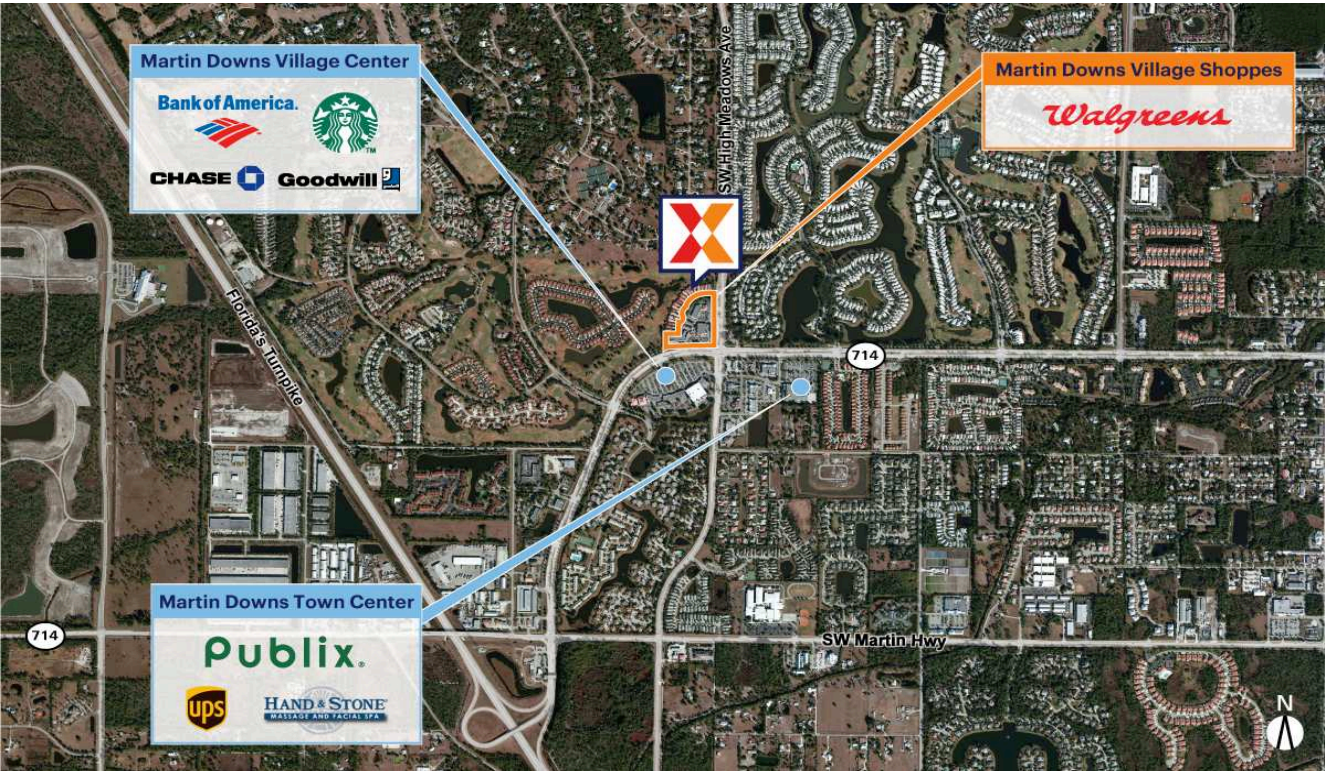 Martin Downs Village Center
Bank of America.
TM
CHASE
Goodwill
g
SW High Meadows Ave
Martin Downs Village Shoppes
Walgreens
Florida's Turnpike
714
Martin Downs Town Center
Publix.
ups
HAND & STONE
MASSAGE AND FACIAL SPA
714
SW Martin Hwy
N